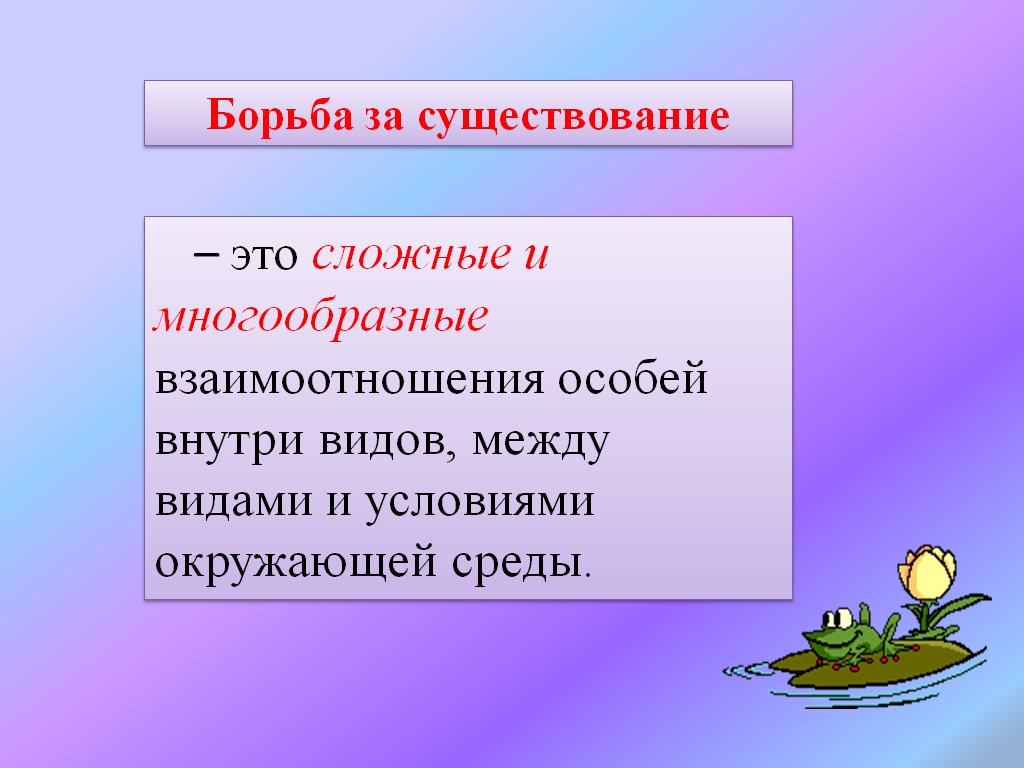 Борьба за существование
– это сложные и
многообразные
взаимоотношения особей
внутри видов, между
видами и условиями
окружающей среды.